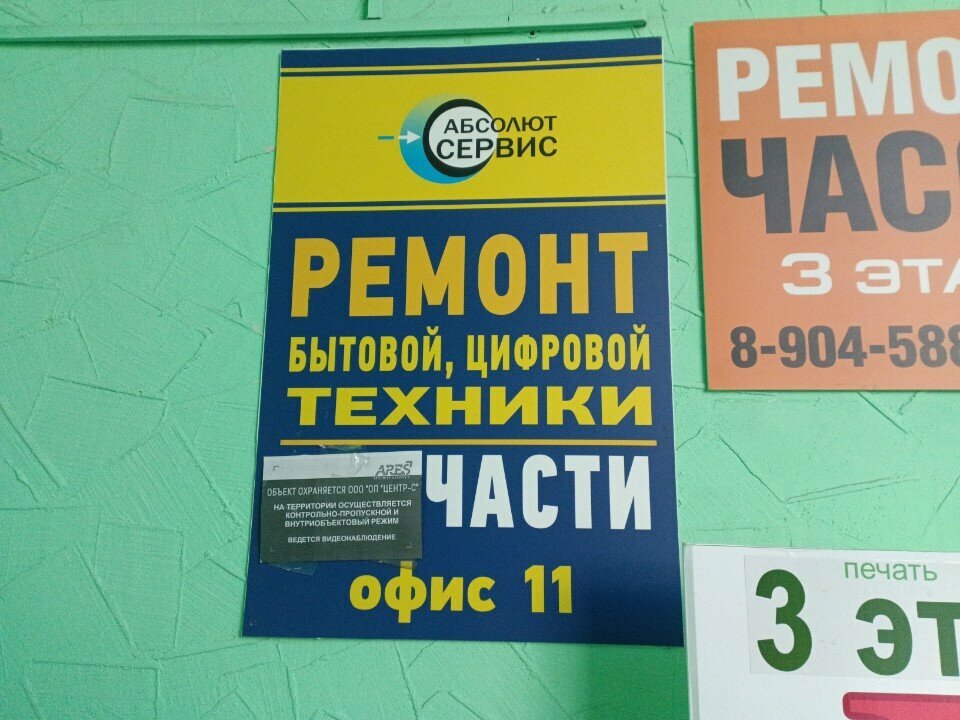 АБСОЛЮТ
СЕРВИС
РЕМОНТ
БЫТОВОЙ, ЦИФРОВОЙ
ТЕХНИКИ
ЧАСТИ
офис 11
ARES
ОБЪЕКТ ОХРАНЯЕТСЯ ООО "ОП "ЦЕНТР-С"
НА ТЕРРИТОРИИ ОСУЩЕСТВЛЯЕТСЯ
КОНТРОЛЬНО-ПРОПУСКНОЙ И
ВНУТРИОБЪЕКТОВЫЙ РЕЖИМ
ВЕДЕТСЯ ВИДЕОНАБЛЮДЕНИЕ
РЕМО
ЧАС
3 ЭТА
8-904-588
печать
3 ЭТ